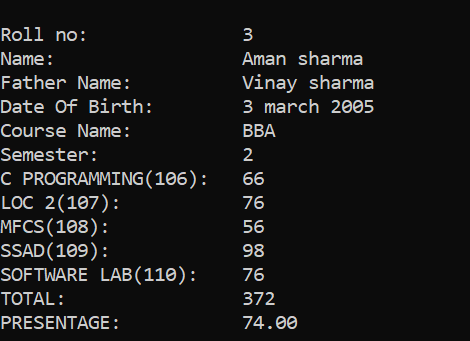 Roll no: 3
Name: Aman sharma
Father Name: Vinay sharma
Date Of Birth: 3 march 2005
Course Name: BBA
Semester: 2
C PROGRAMMING(106): 66
LOC 2(107): 76
MFCS(108): 56
SSAD(109): 98
SOFTWARE LAB(110): 76
TOTAL: 372
PRESENTAGE: 74.00